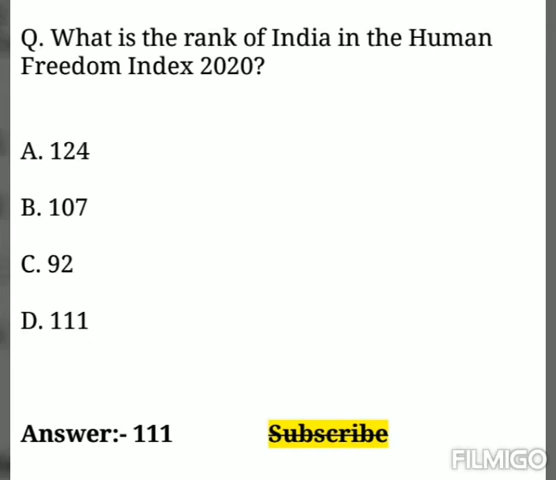 Q. What is the rank of India in the Human
Freedom Index 2020?
A. 124
B. 107
C. 92
D. 111
Answer:- 111 Subscribe
FILMIGO